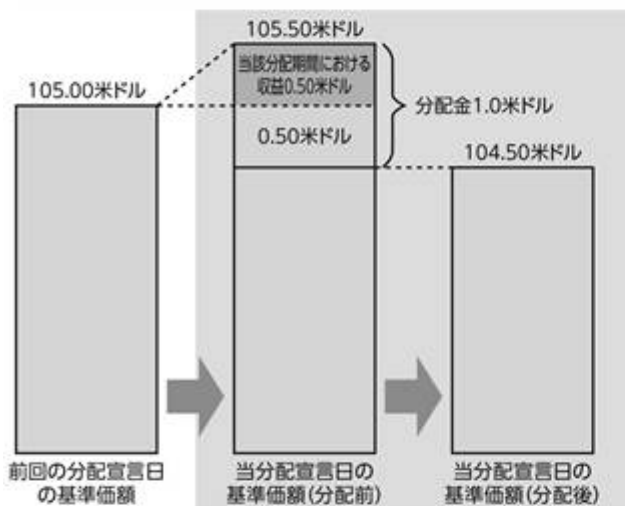 105.50米ドル
当該分配期間における
収益0.50米ドル
105.00米ドル
分配金1.0米ドル
0.50米ドル
104.50米ドル
前回の分配宣言日
の基準価額
当分配宣言日の
基準価額(分配前)
当分配宣言日の
基準価額(分配後)